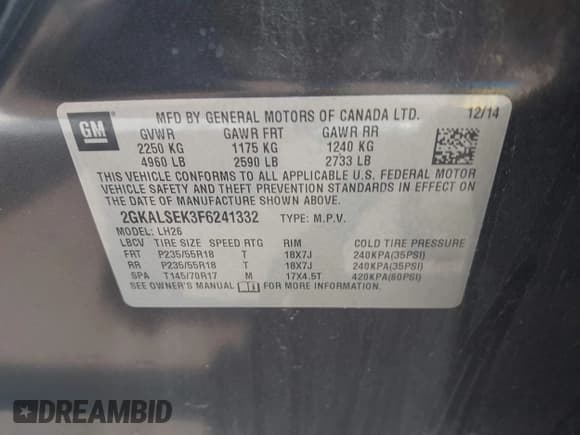 GM
MFD BY GENERAL MOTORS OF CANADA LTD. 12/14
GVWR GAWR FRT GAWR RR
2250 KG 1175 KG 1240 KG
4960 LB 2590 LB 2733 LB
THIS VEHICLE CONFORMS TO ALL APPLICABLE U.S. FEDERAL MOTOR
VEHICLE SAFETY AND THEFT PREVENTION STANDARDS IN EFFECT ON
THE DATE OF MANUFACTURE SHOWN ABOVE.
2GKALSEK3F6241332 TYPE: M.P.V.
MODEL: LH26
LBCV TIRE SIZE SPEED RTG RIM COLD TIRE PRESSURE
FRT P235/55R18 T 18X7J 240KPA(35PSI)
RR P235/55R18 T 18X7J 240KPA(35PSI)
SPA T145/70R17 M 17X4.5T 420KPA(60PSI)
SEE OWNER'S MANUAL FOR MORE INFORMATION.
DREAMBID